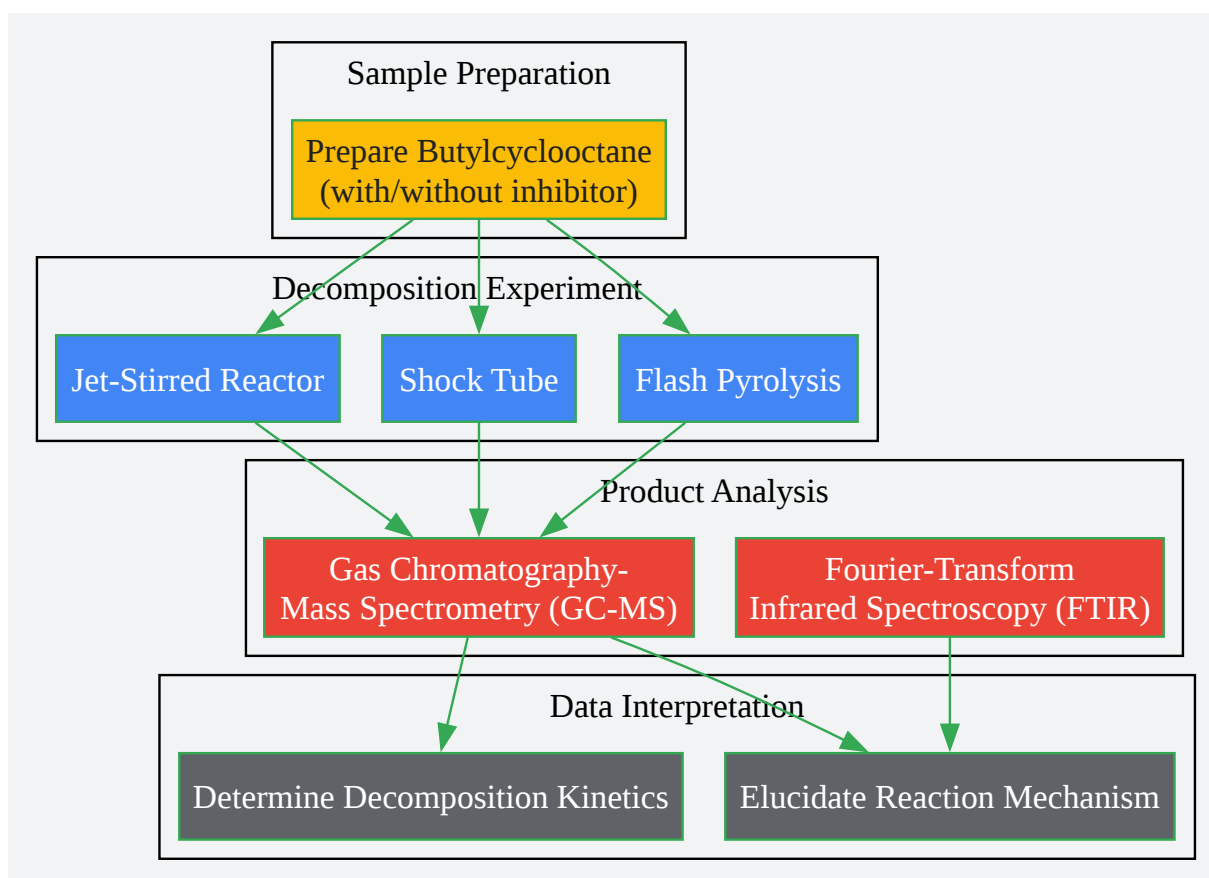 Sample Preparation
Prepare Butylcyclooctane
(with/without inhibitor)
Decomposition Experiment
Jet-Stirred Reactor
Shock Tube
Flash Pyrolysis
Product Analysis
Gas Chromatography-
Mass Spectrometry (GC-MS)
Fourier-Transform
Infrared Spectroscopy (FTIR)
Data Interpretation
Determine Decomposition Kinetics
Elucidate Reaction Mechanism